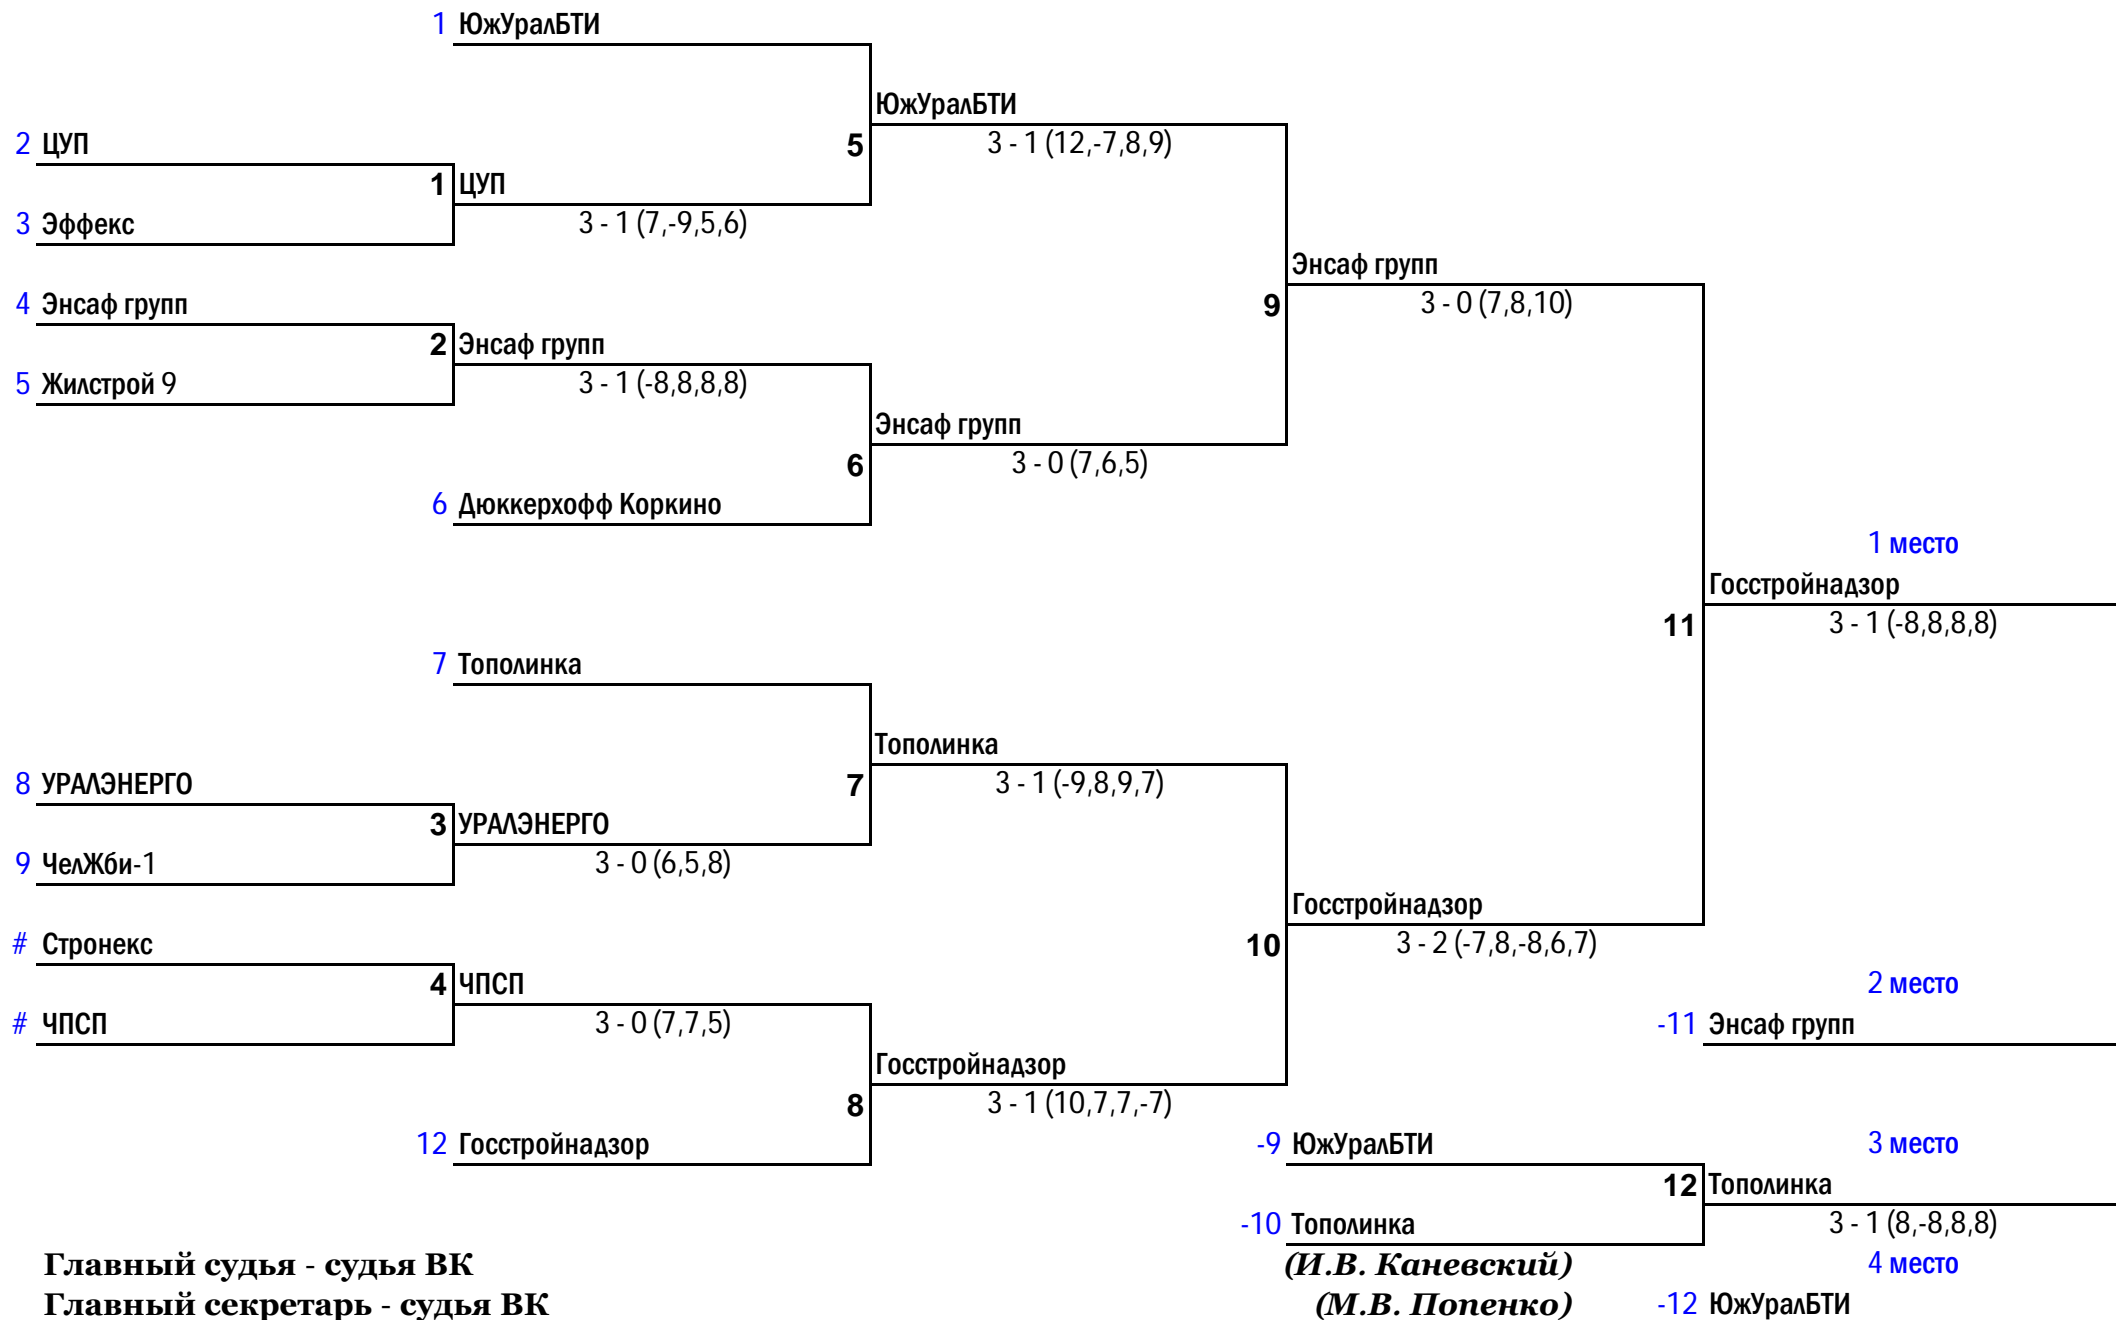 1 ЮжУралБТИ
ЮжУралБТИ
2 ЦУП
5
3 - 1 (12,-7,8,9)
1 ЦУП
3 Эффекс
3 - 1 (7,-9,5,6)
Энсаф групп
4 Энсаф групп
9
3 - 0 (7,8,10)
2 Энсаф групп
5 Жилстрой 9
3 - 1 (-8,8,8,8)
Энсаф групп
6
3 - 0 (7,6,5)
6 Дюккерхофф Коркино
1 место
Госстройнадзор
11
3 - 1 (-8,8,8,8)
7 Тополинка
Тополинка
8 УРАЛЭНЕРГО
7
3 - 1 (-9,8,9,7)
3 УРАЛЭНЕРГО
9 ЧелЖби-1
3 - 0 (6,5,8)
Госстройнадзор
# Стронекс
10
3 - 2 (-7,8,-8,6,7)
4 ЧПСП
2 место
# ЧПСП
3 - 0 (7,7,5)
-11 Энсаф групп
Госстройнадзор
8
3 - 1 (10,7,7,-7)
12 Госстройнадзор
-9 ЮжУралБТИ
3 место
12 Тополинка
-10 Тополинка
3 - 1 (8,-8,8,8)
Главный судья - судья ВК
(И.В. Каневский)
4 место
Главный секретарь - судья ВК
(М.В. Попенко)
-12 ЮжУралБТИ